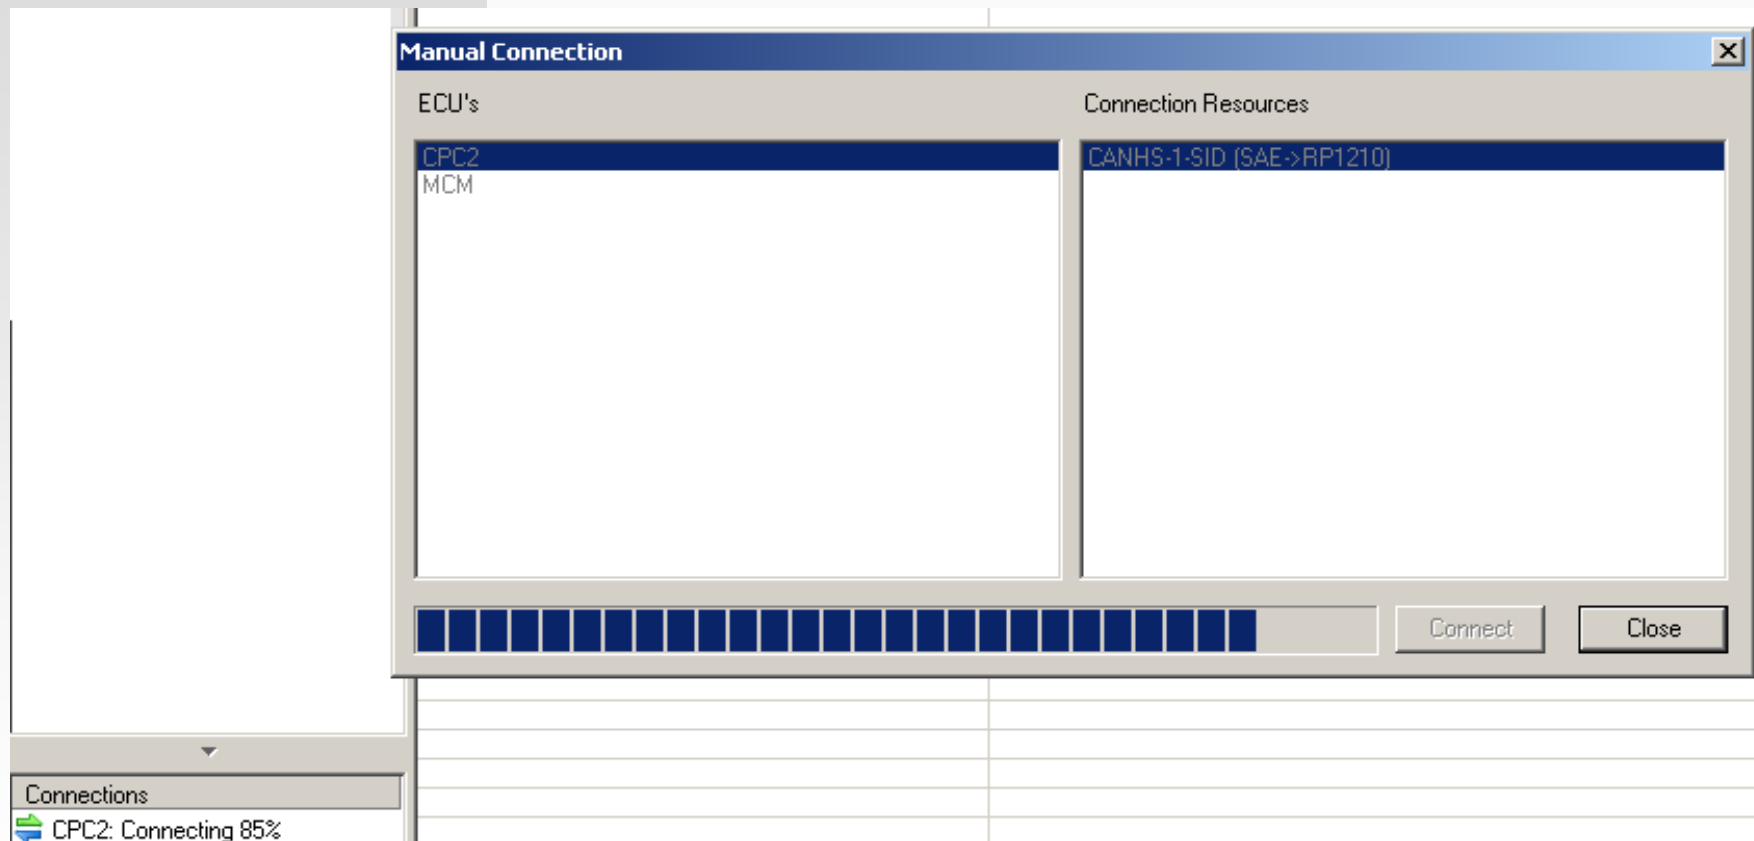 Manual Connection
ECU's
Connection Resources
CPC2
CANHS-1-SID (SAE->RP1210)
MCM
Connect
Close
Connections
CPC2: Connecting 85%